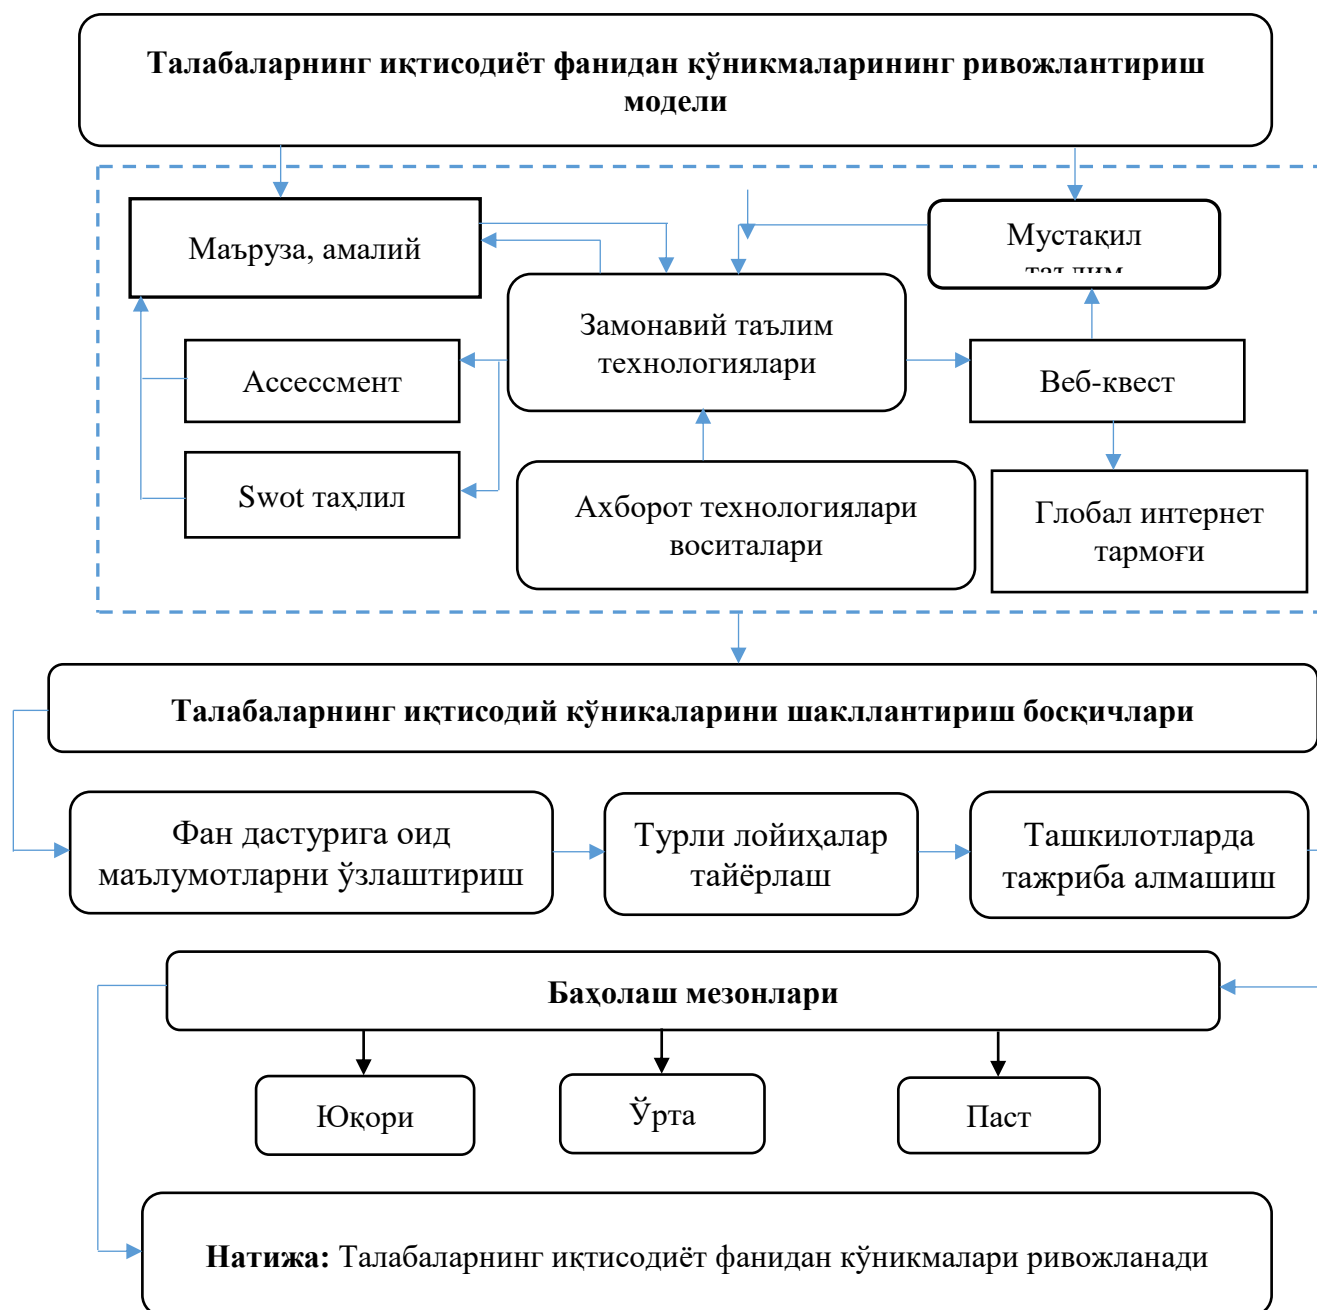 Талабаларнинг иқтисодиёт фанидан кўникмаларининг ривожлантириш
модели
Маъруза, амалий
Мустақил
таълим
Замонавий таълим
технологиялари
Ассессмент
Веб-квест
Swot таҳлил
Ахборот технологиялари
воситалари
Глобал интернет
тармоғи
Талабаларнинг иқтисодий кўникаларини шакллантириш босқичлари
Фан дастурига оид
маълумотларни ўзлаштириш
Турли лойиҳалар
тайёрлаш
Ташкилотларда
тажриба алмашиш
Баҳолаш мезонлари
Юқори
Ўрта
Паст
Натижа: Талабаларнинг иқтисодиёт фанидан кўникмалари ривожланади